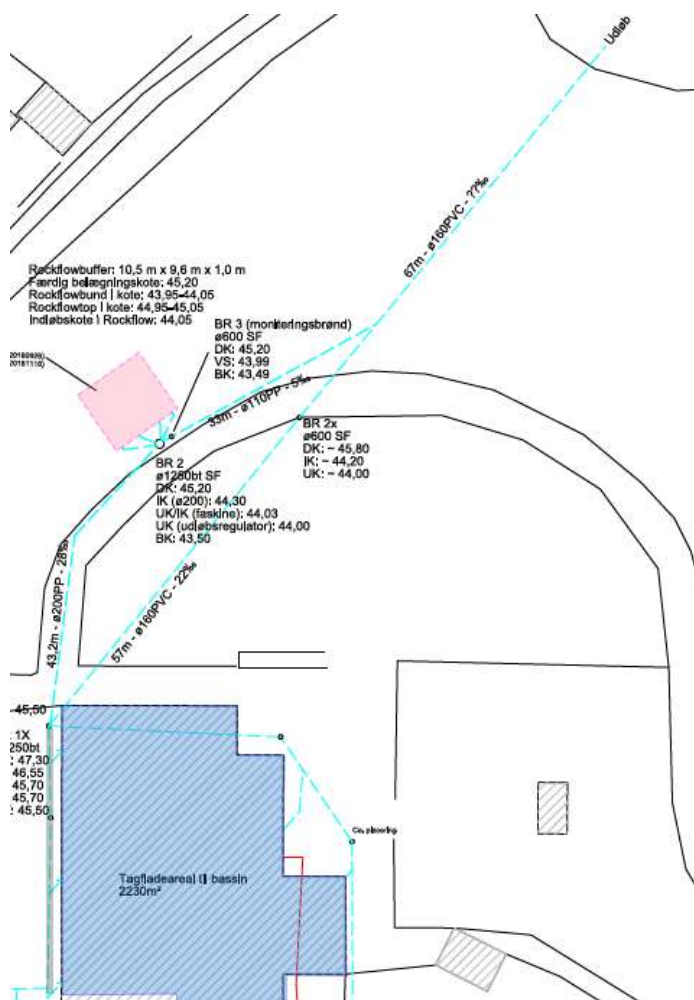 Udløb
67m - ø160PVC - ??‰
Rockflowbuffer: 10,5 m x 9,6 m x 1,0 m
Færdig belægningskote: 45,20
Rockflowbund i kote: 43,95-44,05
Rockflowtop i kote: 44,95-45,05
Indløbskote i Rockflow: 44,05
BR 3 (moniteringsbrønd)
ø600 SF
DK: 45,20
VS: 43,99
BK: 43,49
20180926)
20181116)
33m - ø110PP - 5‰
BR 2x
ø600 SF
DK: ~ 45,80
IK: ~ 44,20
UK: ~ 44,00
BR 2
ø1250bt SF
DK: 45,20
IK (ø200): 44,30
UK/IK (faskine): 44,03
UK (udløbsregulator): 44,00
BK: 43,50
43,2m - ø200PP - 28‰
57m - ø160PVC - 22‰
45,50
1X
250bt
: 47,30
46,55
45,70
45,70
: 45,50
Ca. placering
Tagfladeareal til bassin
2230m²